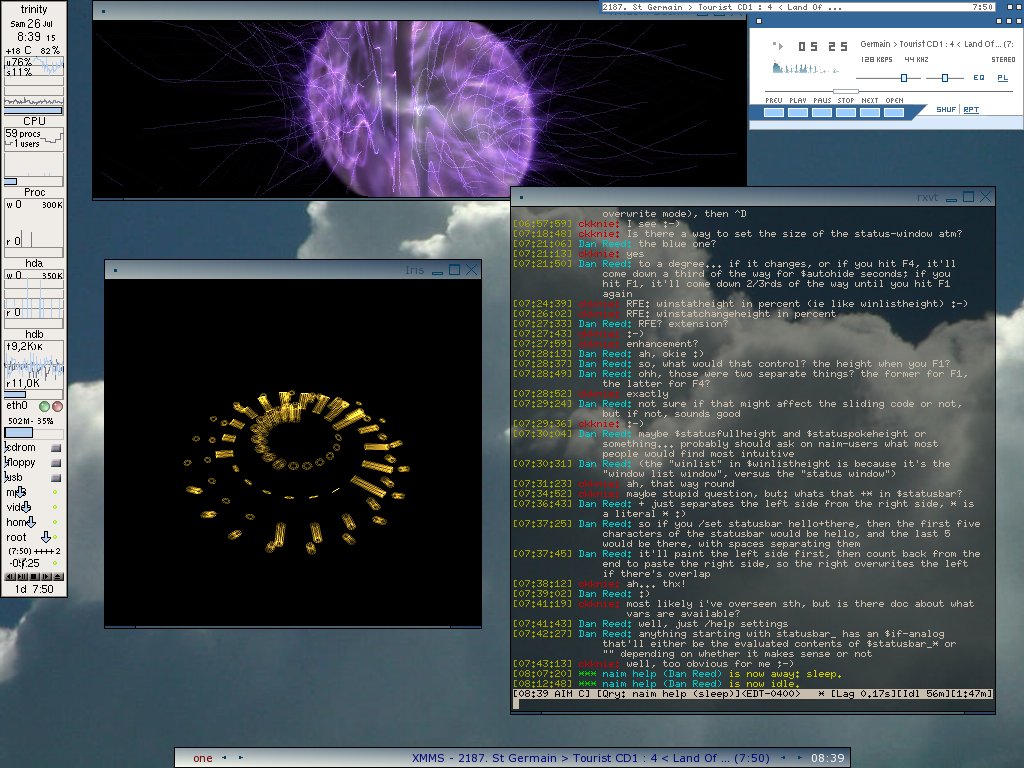 trinity
Sam 26 Jul
8:39 15
+18 C 82%
u76%
s11%
CPU
59 procs
1 users
Proc
w 0 300K
r 0
hda
w 0 350K
r 0
hdb
r11,0K
eth0
502M- 35%
cdrom
floppy
usb
root
(7:50) ++++ 2
1d 7:50
2187. St Germain > Tourist CD1 : 4 < Land Of ... 7:50
05 25
Germain > Tourist CD1 : 4 < Land Of... (7:
128 KBPS 44 KHZ STEREO
EQ PL
PREV PLAY PAUS STOP NEXT OPEN
SHUF RPT
Iris
rxvt
overwrite mode), then ^D
[06:57:59] ckknie: I see :-)
[07:18:48] ckknie: Is there a way to set the size of the status-window atm?
[07:21:06] Dan Reed: the blue one?
[07:21:13] ckknie: yes
[07:21:50] Dan Reed: to a degree... if it changes, or if you hit F4, it'll
come down a third of the way for $autohide seconds; if you
hit F1, it'll come down 2/3rds of the way until you hit F1
again
[07:24:39] ckknie: RFE: winstatheight in percent (ie like winlistheight) :-)
[07:26:02] ckknie: RFE: winstatchangeheight in percent
[07:27:33] Dan Reed: RFE? extension?
[07:27:43] ckknie: :-)
[07:27:59] ckknie: enhancement?
[07:28:13] Dan Reed: ah, okie :)
[07:28:37] Dan Reed: so, what would that control? the height when you F1?
[07:28:49] Dan Reed: ohh, those were two separate things? the former for F1,
the latter for F4?
[07:28:52] ckknie: exactly
[07:29:24] Dan Reed: not sure if that might affect the sliding code or not,
but if not, sounds good
[07:29:36] ckknie: :-)
[07:30:04] Dan Reed: maybe $statusfullheight and $statuspokeheight or
something... probably should ask on naim-users what most
people would find most intuitive
[07:30:31] Dan Reed: (the "winlist" in $winlistheight is because it's the
"window list window", versus the "status window")
[07:31:23] ckknie: ah, that way round
[07:34:52] ckknie: maybe stupid question, but: whats that +* in $statusbar?
[07:36:43] Dan Reed: + just separates the left side from the right side, * is
a literal * :)
[07:37:25] Dan Reed: so if you /set statusbar hello+there, then the first five
characters of the statusbar would be hello, and the last 5
would be there, with spaces separating them
[07:37:45] Dan Reed: it'll paint the left side first, then count back from the
end to paste the right side, so the right overwrites the left
if there's overlap
[07:38:12] ckknie: ah... thx!
[07:39:02] Dan Reed: :)
[07:41:19] ckknie: most likely i've overseen sth, but is there doc about what
vars are available?
[07:41:43] Dan Reed: well, just /help settings
[07:42:27] Dan Reed: anything starting with statusbar_ has an $if-analog
that'll either be the evaluated contents of $statusbar_* or
"" depending on whether it makes sense or not
[07:43:13] ckknie: well, too obvious for me ;-)
[08:07:20] *** naim help (Dan Reed) is now away: sleep.
[08:12:48] *** naim help (Dan Reed) is now idle.
[08:39 AIM C] [Qry: naim help (sleep)]<EDT-0400> * [Lag 0.17s][Idl 56m][1:47m]
one
XMMS - 2187. St Germain > Tourist CD1 : 4 < Land Of ... (7:50)
08:39